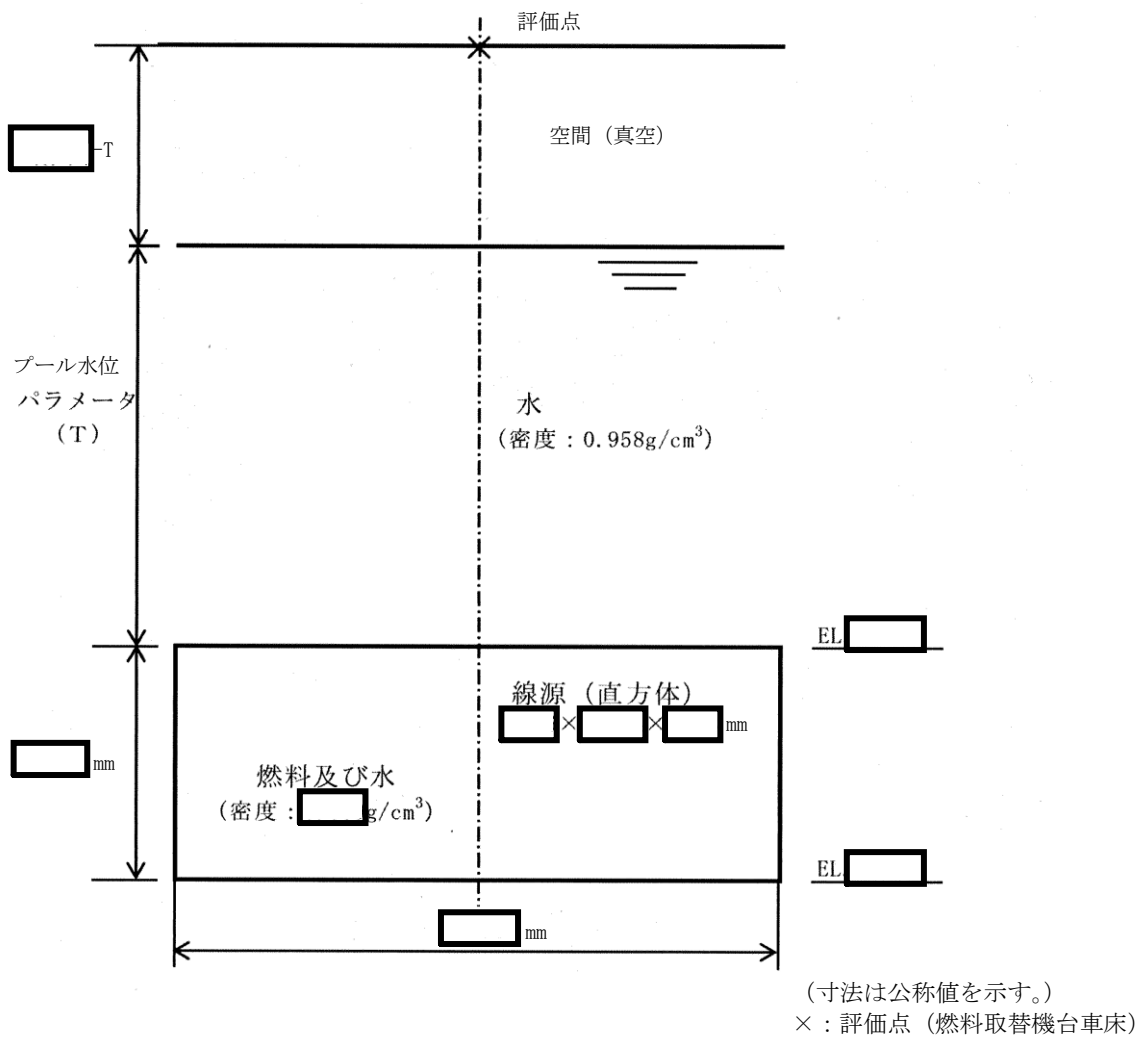 評価点
空間（真空）
-T
プール水位
パラメータ
（T）
水
（密度：0.958g/cm³）
EL
線源（直方体）
× × mm
mm
燃料及び水
（密度： g/cm³）
EL
mm
（寸法は公称値を示す。）
×：評価点（燃料取替機台車床）